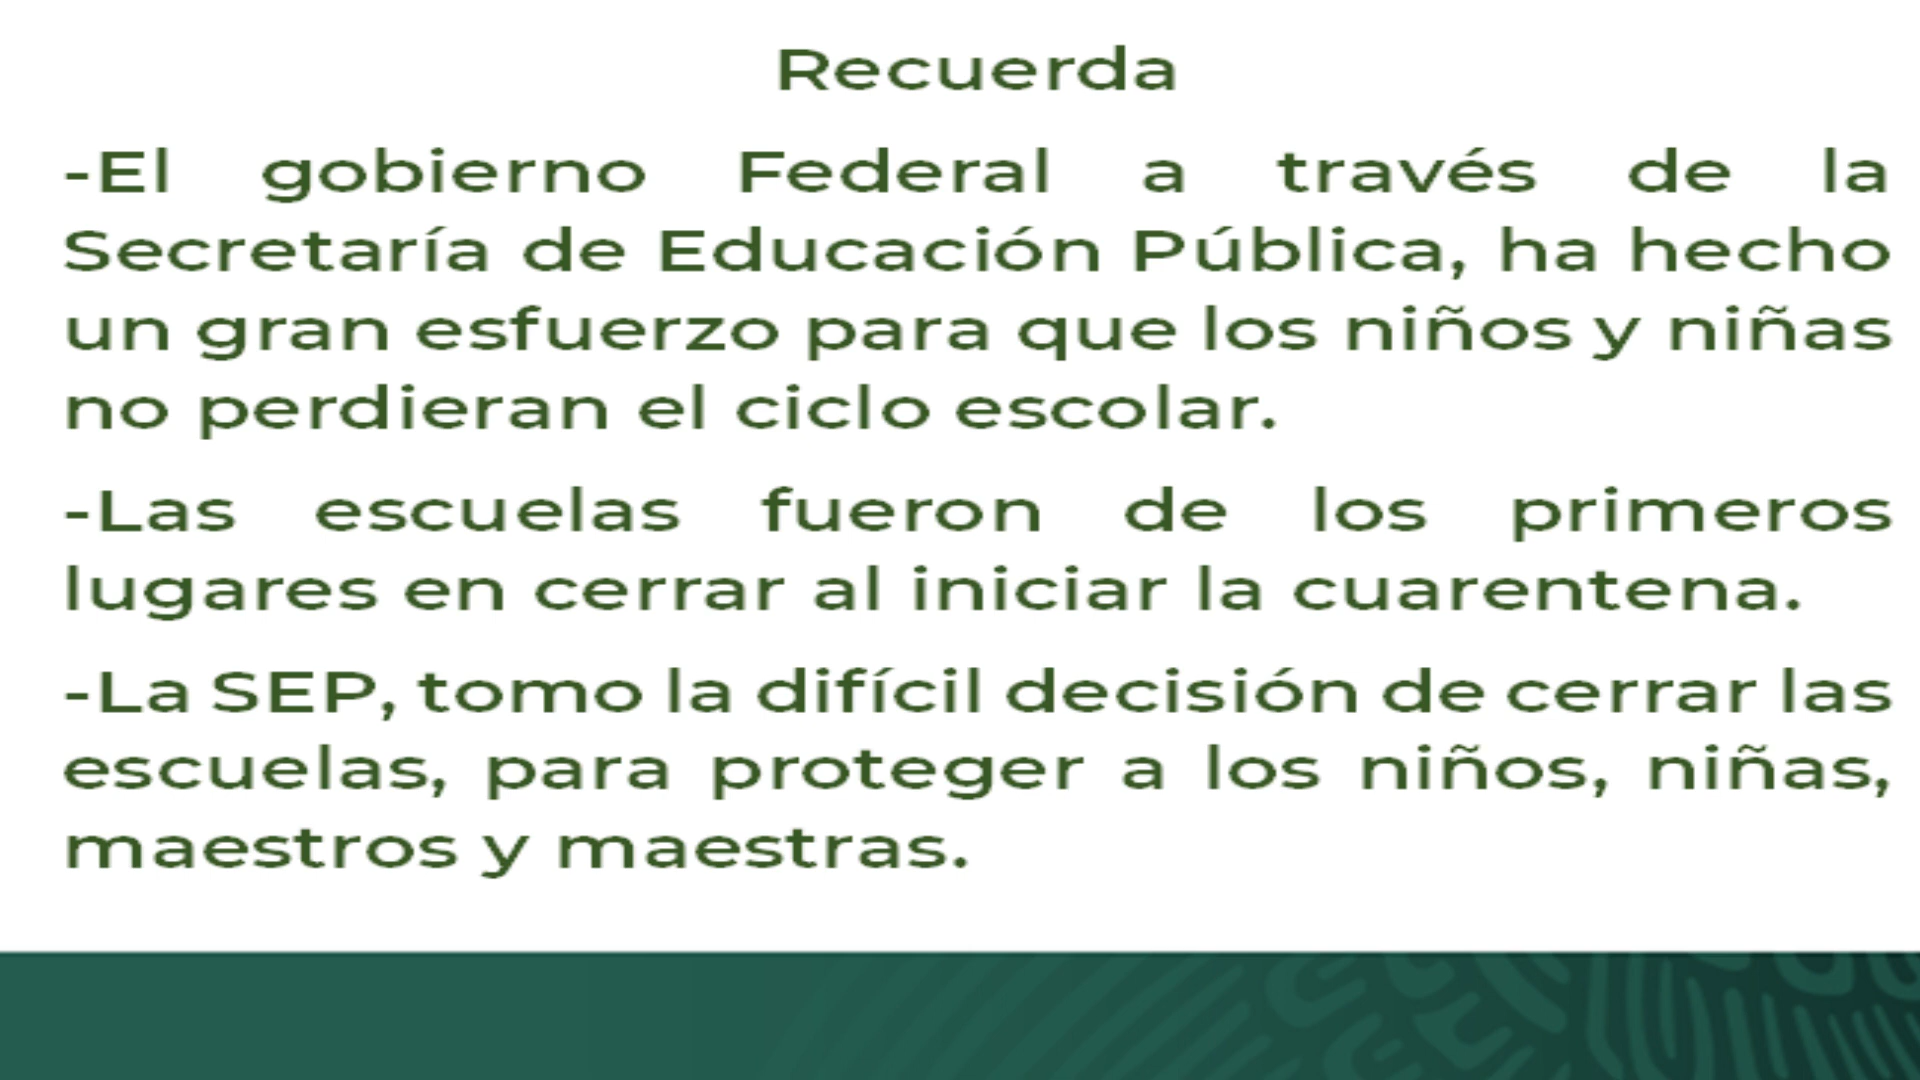 Recuerda
-El gobierno Federal a través de la
Secretaría de Educación Pública, ha hecho
un gran esfuerzo para que los niños y niñas
no perdieran el ciclo escolar.
-Las escuelas fueron de los primeros
lugares en cerrar al iniciar la cuarentena.
-La SEP, tomo la difícil decisión de cerrar las
escuelas, para proteger a los niños, niñas,
maestros y maestras.